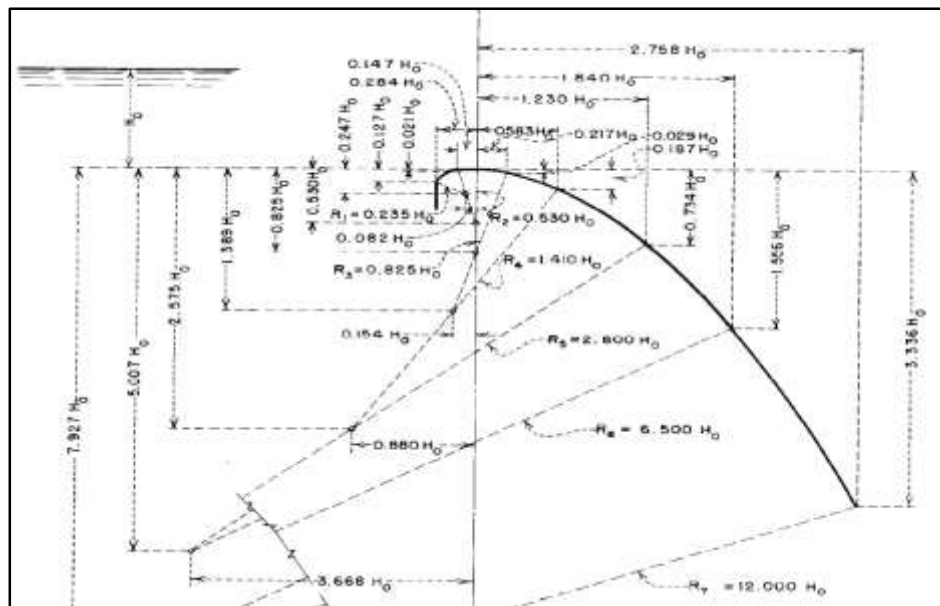 2.758 H₀
0.147 H₀
1.840 H₀
0.284 H₀
1.230 H₀
H₀
0.247 H₀
0.127 H₀
0.021 H₀
0.583 H₀
0.217 H₀
0.029 H₀
0.197 H₀
0.825 H₀
0.530 H₀
R₁=0.235 H₀
R₂=0.530 H₀
0.734 H₀
1.389 H₀
0.082 H₀
R₃=0.825 H₀
R₄=1.410 H₀
2.575 H₀
0.154 H₀
R₅=2.800 H₀
5.007 H₀
3.336 H₀
7.927 H₀
0.880 H₀
R₆= 6.500 H₀
3.668 H₀
R₇=12.000 H₀